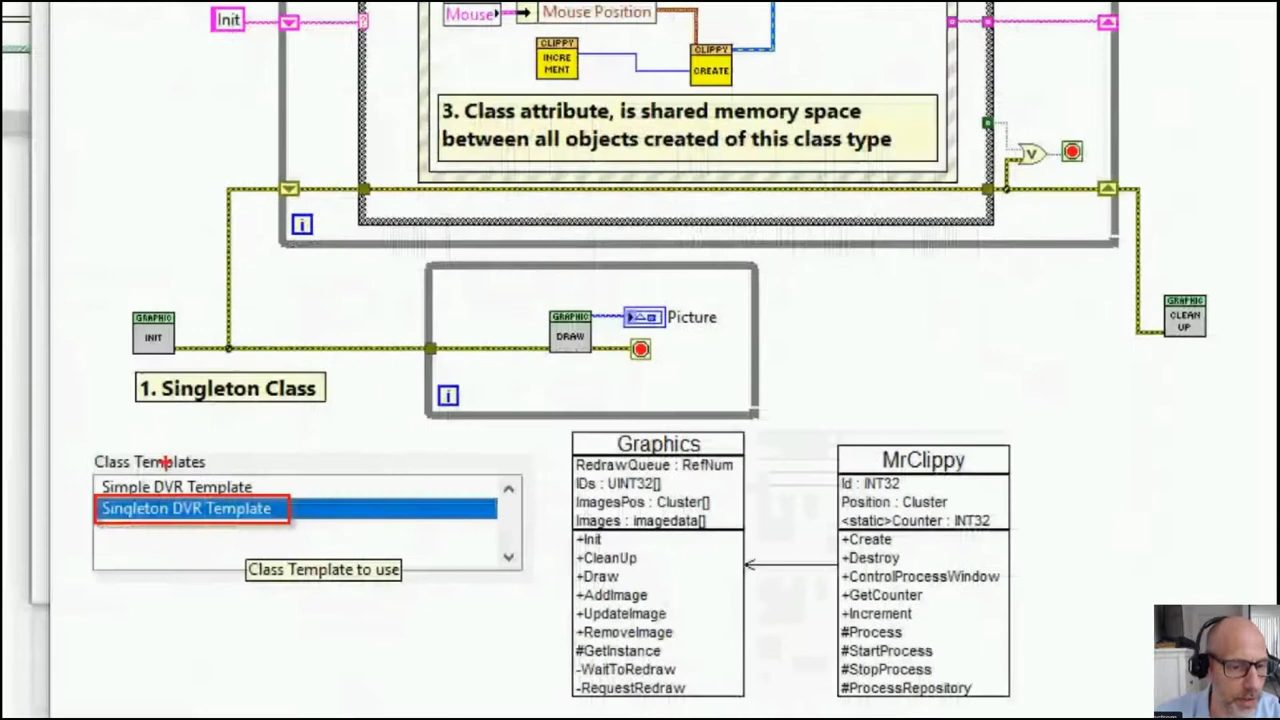 Init
Mouse
Mouse Position
CLIPPY
INCRE
MENT
CLIPPY
CREATE
3. Class attribute, is shared memory space
between all objects created of this class type
V
i
GRAPHIC
INIT
GRAPHIC
DRAW
Picture
GRAPHIC
CLEAN
UP
i
1. Singleton Class
Class Templates
Simple DVR Template
Singleton DVR Template
Class Template to use
Graphics
RedrawQueue : RefNum
IDs : UINT32[]
ImagesPos : Cluster[]
Images : imagedata[]
+Init
+CleanUp
+Draw
+AddImage
+UpdateImage
+RemoveImage
#GetInstance
-WaitToRedraw
-RequestRedraw
MrClippy
Id : INT32
Position : Cluster
<static>Counter : INT32
+Create
+Destroy
+ControlProcessWindow
+GetCounter
+Increment
#Process
#StartProcess
#StopProcess
#ProcessRepository